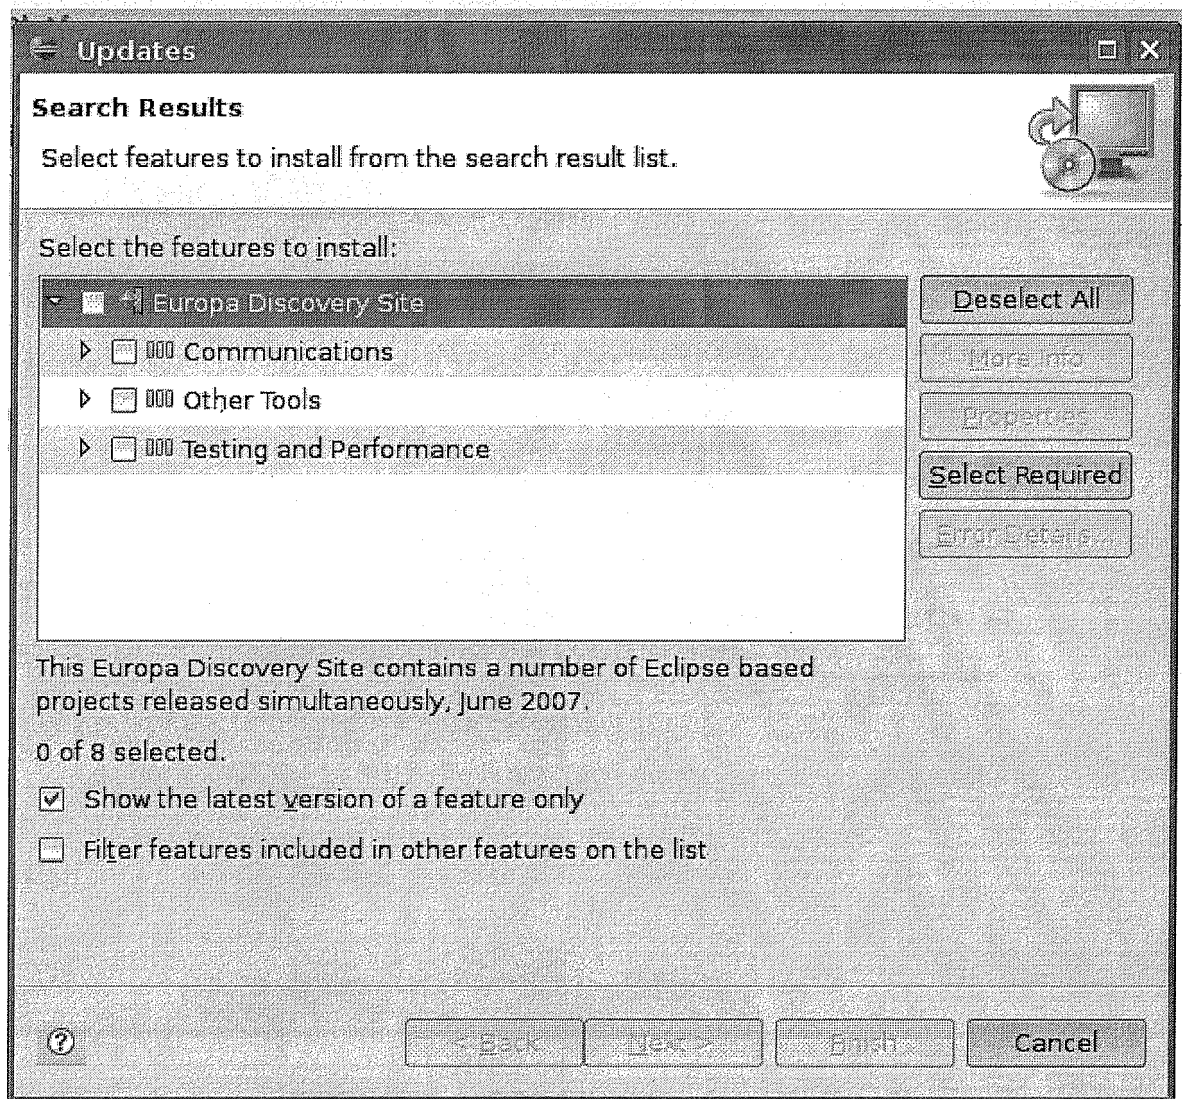 Updates
Search Results
Select features to install from the search result list.
Select the features to install:
Europa Discovery Site
Deselect All
Communications
More Info
Other Tools
Properties
Testing and Performance
Select Required
Error Details...
This Europa Discovery Site contains a number of Eclipse based
projects released simultaneously, June 2007.
0 of 8 selected.
Show the latest version of a feature only
Filter features included in other features on the list
< Back
Next >
Finish
Cancel